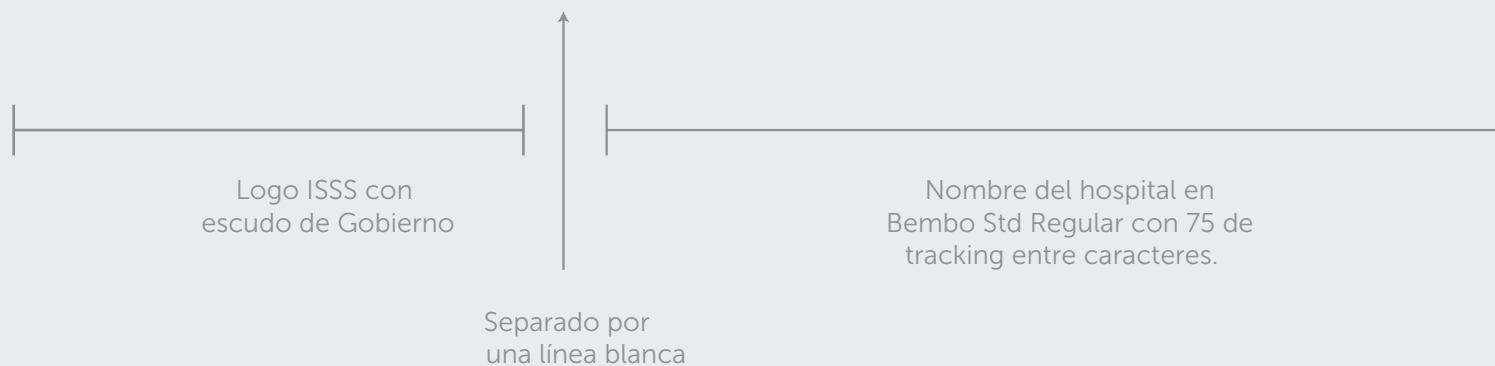 Logo ISSS con
escudo de Gobierno
Nombre del hospital en
Bembo Std Regular con 75 de
tracking entre caracteres.
Separado por
una línea blanca